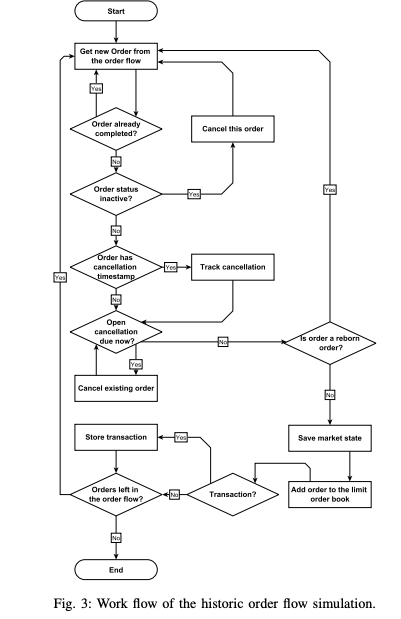 Start
Get new Order from
the order flow
Yes
Order already
completed?
Cancel this order
No
Order status
inactive?
Yes
Yes
No
Order has
cancellation
timestamp
Yes
Track cancellation
Yes
No
Open
cancellation
due now?
No
Is order a reborn
order?
Yes
Cancel existing order
No
Store transaction
Yes
Save market state
Orders left in
the order flow?
No
Transaction?
Add order to the limit
order book
No
End
Fig. 3: Work flow of the historic order flow simulation.